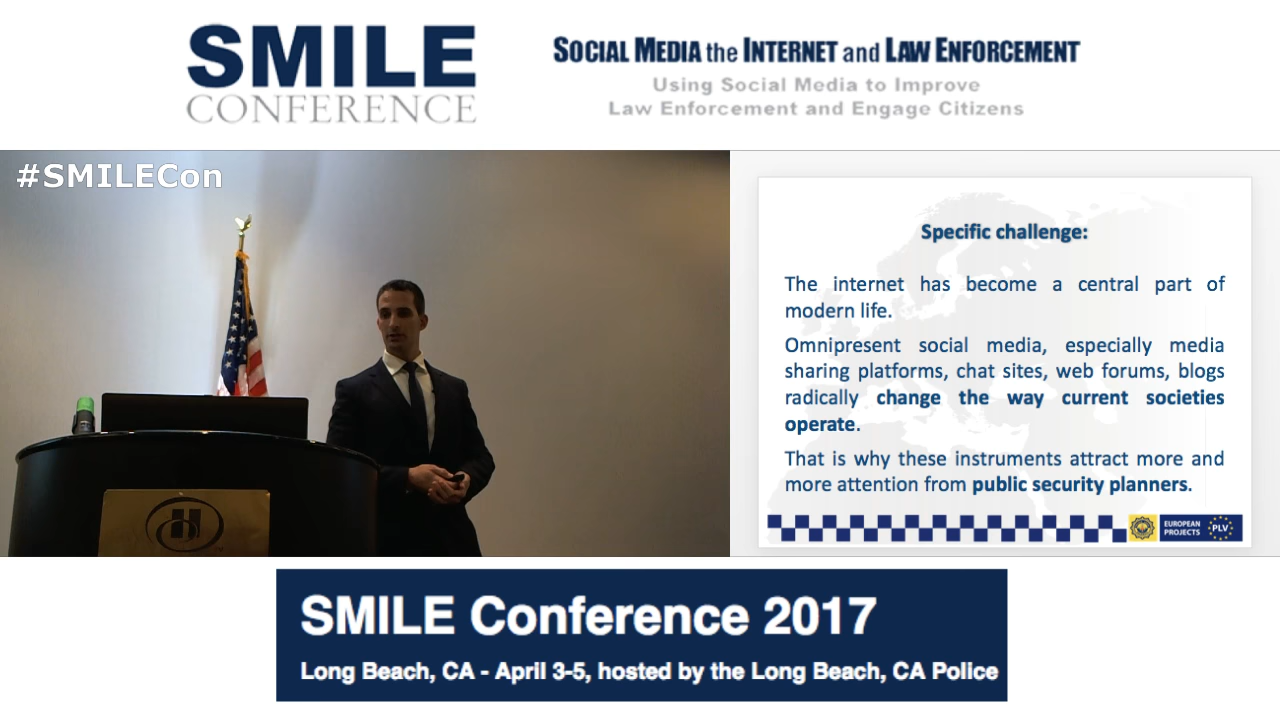 SMILE
CONFERENCE
SOCIAL MEDIA the INTERNET and LAW ENFORCEMENT
Using Social Media to Improve
Law Enforcement and Engage Citizens
#SMILECon
Specific challenge:
The internet has become a central part of
modern life.
Omnipresent social media, especially media
sharing platforms, chat sites, web forums, blogs
radically change the way current societies
operate.
That is why these instruments attract more and
more attention from public security planners.
EUROPEAN
PROJECTS
PLV
SMILE Conference 2017
Long Beach, CA - April 3-5, hosted by the Long Beach, CA Police